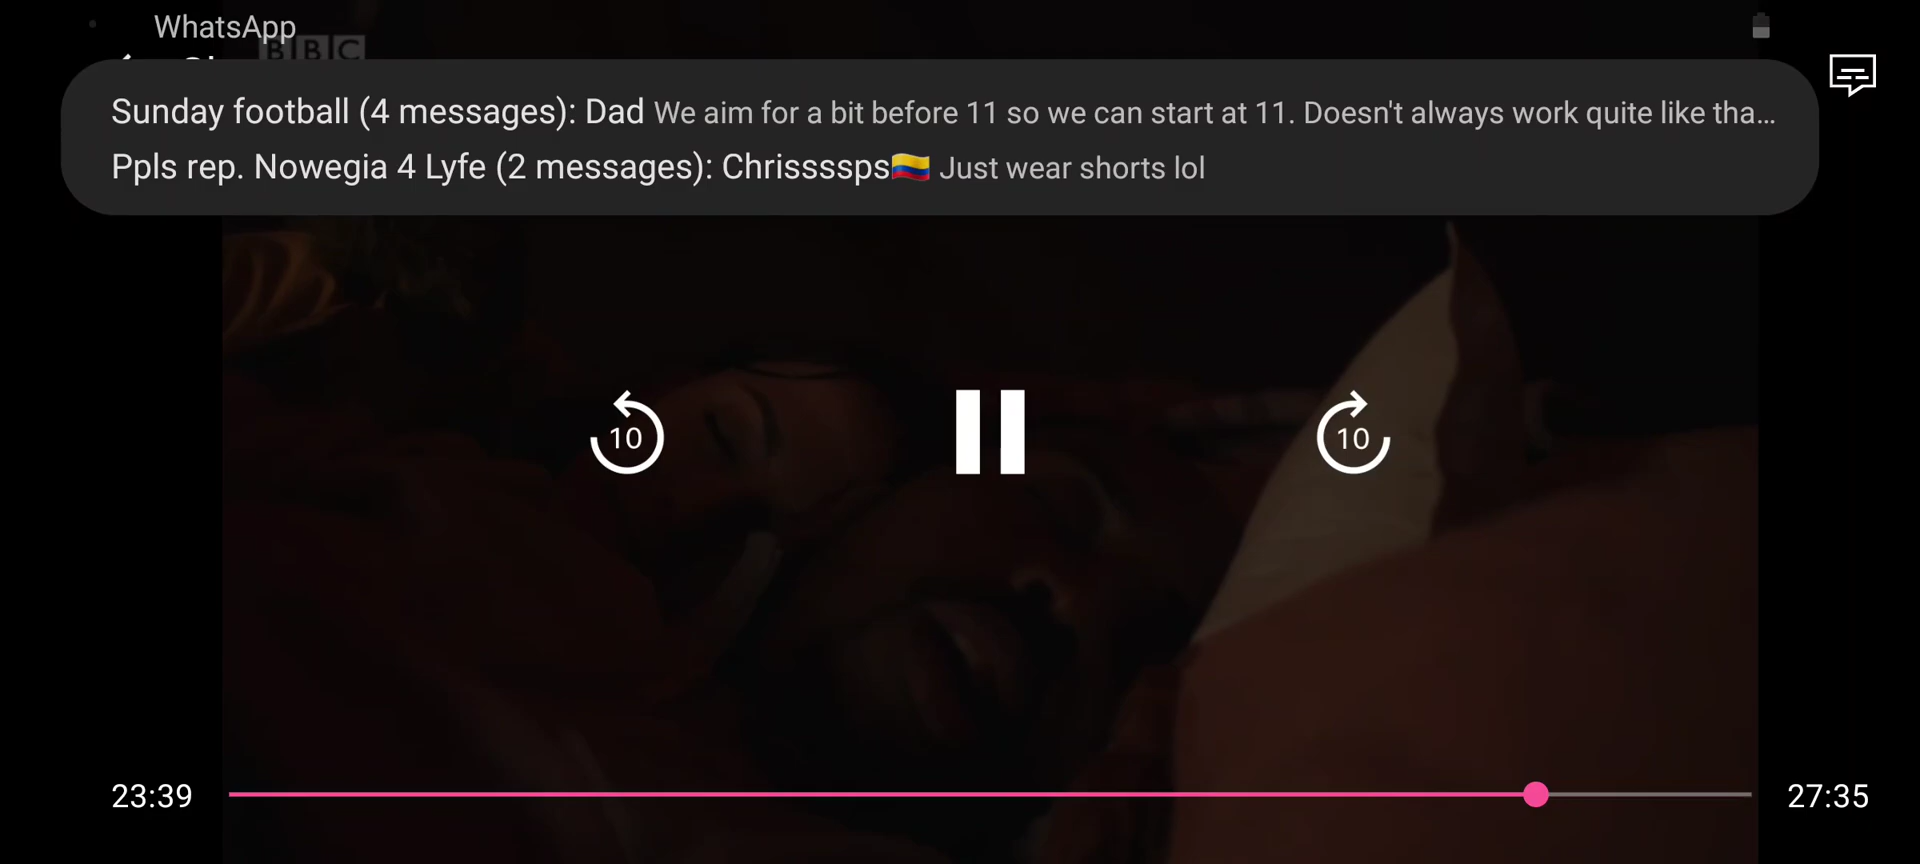 WhatsApp
BBC
Sunday football (4 messages): Dad We aim for a bit before 11 so we can start at 11. Doesn't always work quite like tha...
Ppls rep. Nowegia 4 Lyfe (2 messages): Chrisssssps🇨🇴 Just wear shorts lol
10
10
23:39
27:35